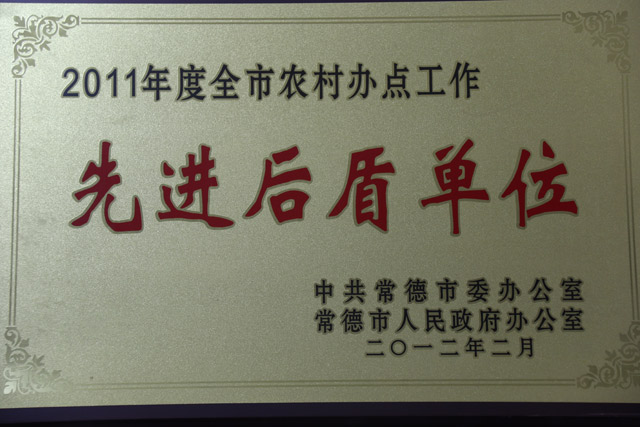 2011年度全市农村办点工作
先进后盾单位
中共常德市委办公室
常德市人民政府办公室
二〇一二年二月